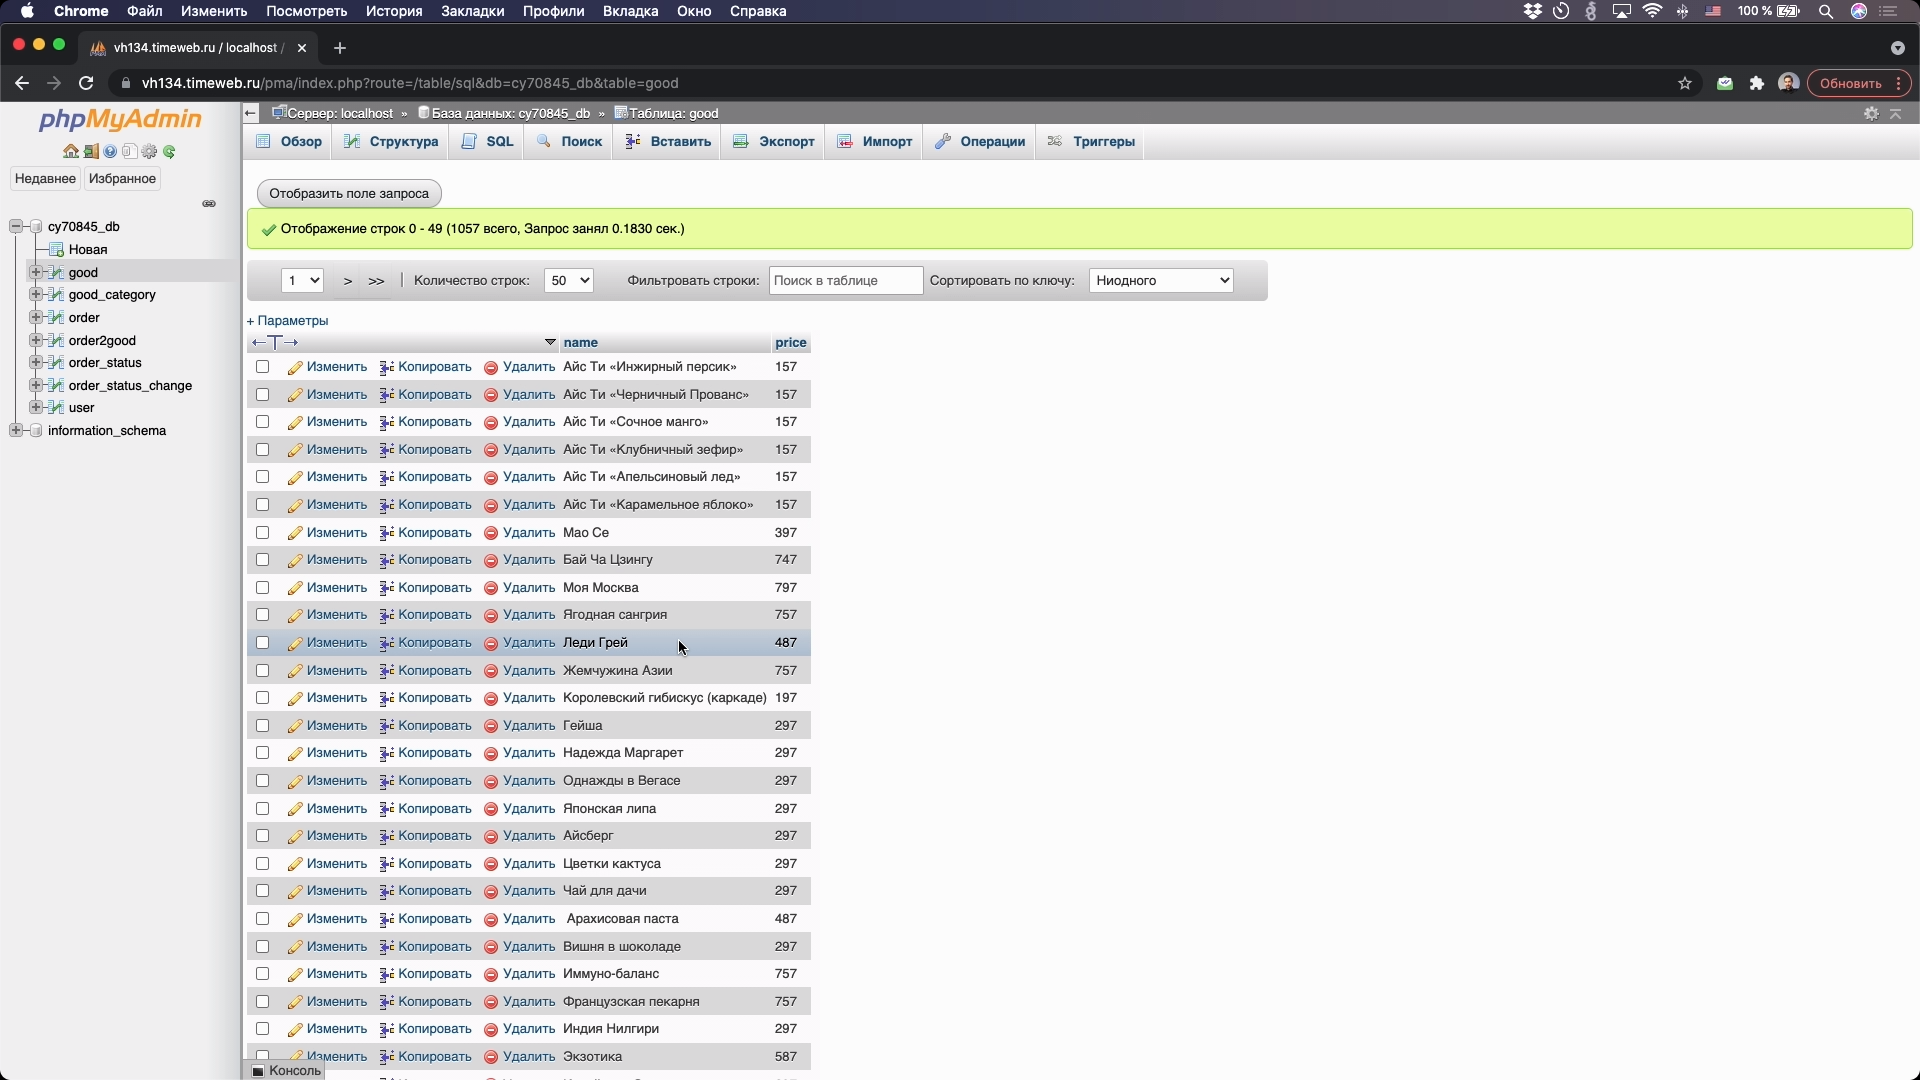 Chrome Файл Изменить Посмотреть История Закладки Профили Вкладка Окно Справка 100 %
vh134.timeweb.ru / localhost /
vh134.timeweb.ru/pma/index.php?route=/table/sql&db=cy70845_db&table=good Обновить
phpMyAdmin
Недавнее Избранное
cy70845_db
Новая
good
good_category
order
order2good
order_status
order_status_change
user
information_schema
Сервер: localhost » База данных: cy70845_db » Таблица: good
Обзор Структура SQL Поиск Вставить Экспорт Импорт Операции Триггеры
Отобразить поле запроса
Отображение строк 0 - 49 (1057 всего, Запрос занял 0.1830 сек.)
1 > >> | Количество строк: 50 Фильтровать строки: Поиск в таблице Сортировать по ключу: Ниодного
+ Параметры
←T→ name price
Изменить Копировать Удалить Айс Ти «Инжирный персик» 157
Изменить Копировать Удалить Айс Ти «Черничный Прованс» 157
Изменить Копировать Удалить Айс Ти «Сочное манго» 157
Изменить Копировать Удалить Айс Ти «Клубничный зефир» 157
Изменить Копировать Удалить Айс Ти «Апельсиновый лед» 157
Изменить Копировать Удалить Айс Ти «Карамельное яблоко» 157
Изменить Копировать Удалить Мао Се 397
Изменить Копировать Удалить Бай Ча Цзингу 747
Изменить Копировать Удалить Моя Москва 797
Изменить Копировать Удалить Ягодная сангрия 757
Изменить Копировать Удалить Леди Грей 487
Изменить Копировать Удалить Жемчужина Азии 757
Изменить Копировать Удалить Королевский гибискус (каркаде) 197
Изменить Копировать Удалить Гейша 297
Изменить Копировать Удалить Надежда Маргарет 297
Изменить Копировать Удалить Однажды в Вегасе 297
Изменить Копировать Удалить Японская липа 297
Изменить Копировать Удалить Айсберг 297
Изменить Копировать Удалить Цветки кактуса 297
Изменить Копировать Удалить Чай для дачи 297
Изменить Копировать Удалить Арахисовая паста 487
Изменить Копировать Удалить Вишня в шоколаде 297
Изменить Копировать Удалить Иммуно-баланс 757
Изменить Копировать Удалить Французская пекарня 757
Изменить Копировать Удалить Индия Нилгири 297
Изменить Копировать Удалить Экзотика 587
Консоль